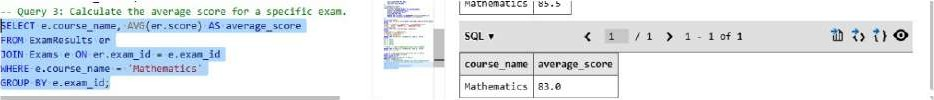 -- Query 3: Calculate the average score for a specific exam.
SELECT e.course_name, AVG(er.score) AS average_score
FROM ExamResults er
JOIN Exams e ON er.exam_id = e.exam_id
WHERE e.course_name = 'Mathematics'
GROUP BY e.exam_id;
Mathematics 85.5
SQL ▾ < 1 / 1 > 1 - 1 of 1
course_name average_score
Mathematics 83.0